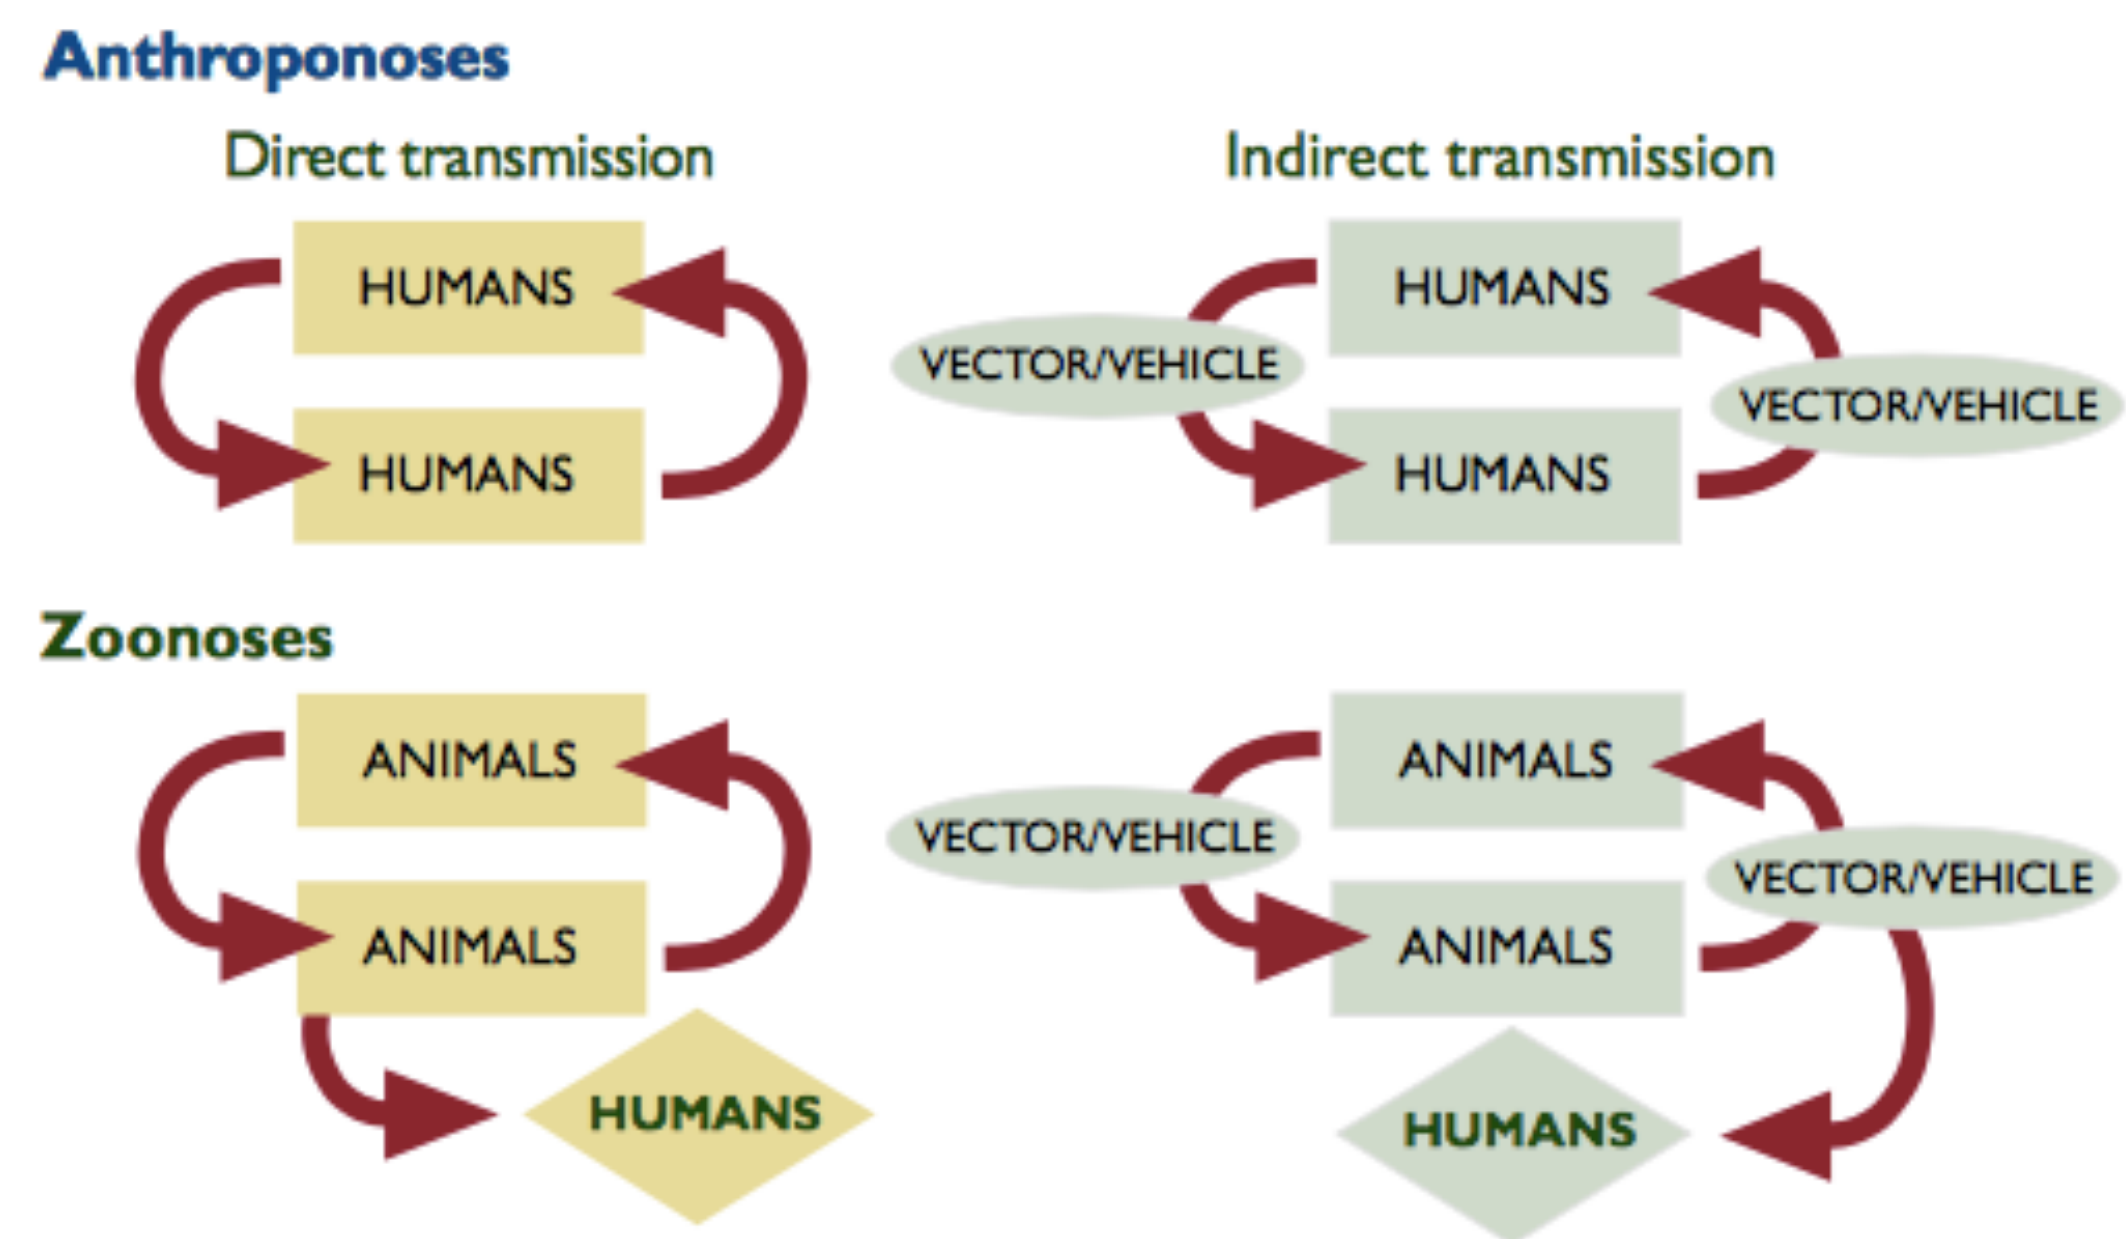 Anthroponoses
Direct transmission
Indirect transmission
HUMANS
HUMANS
HUMANS
VECTOR/VEHICLE
HUMANS
VECTOR/VEHICLE
Zoonoses
ANIMALS
ANIMALS
HUMANS
ANIMALS
VECTOR/VEHICLE
ANIMALS
VECTOR/VEHICLE
HUMANS